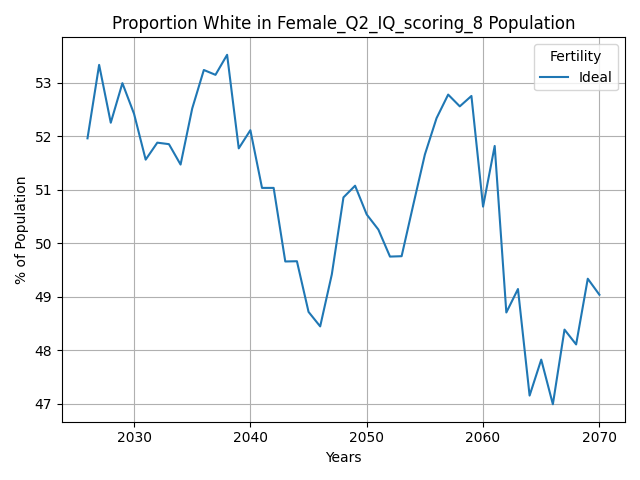 Proportion White in Female_Q2_IQ_scoring_8 Population
Fertility
Ideal
% of Population
53
52
51
50
49
48
47
2030 2040 2050 2060 2070
Years